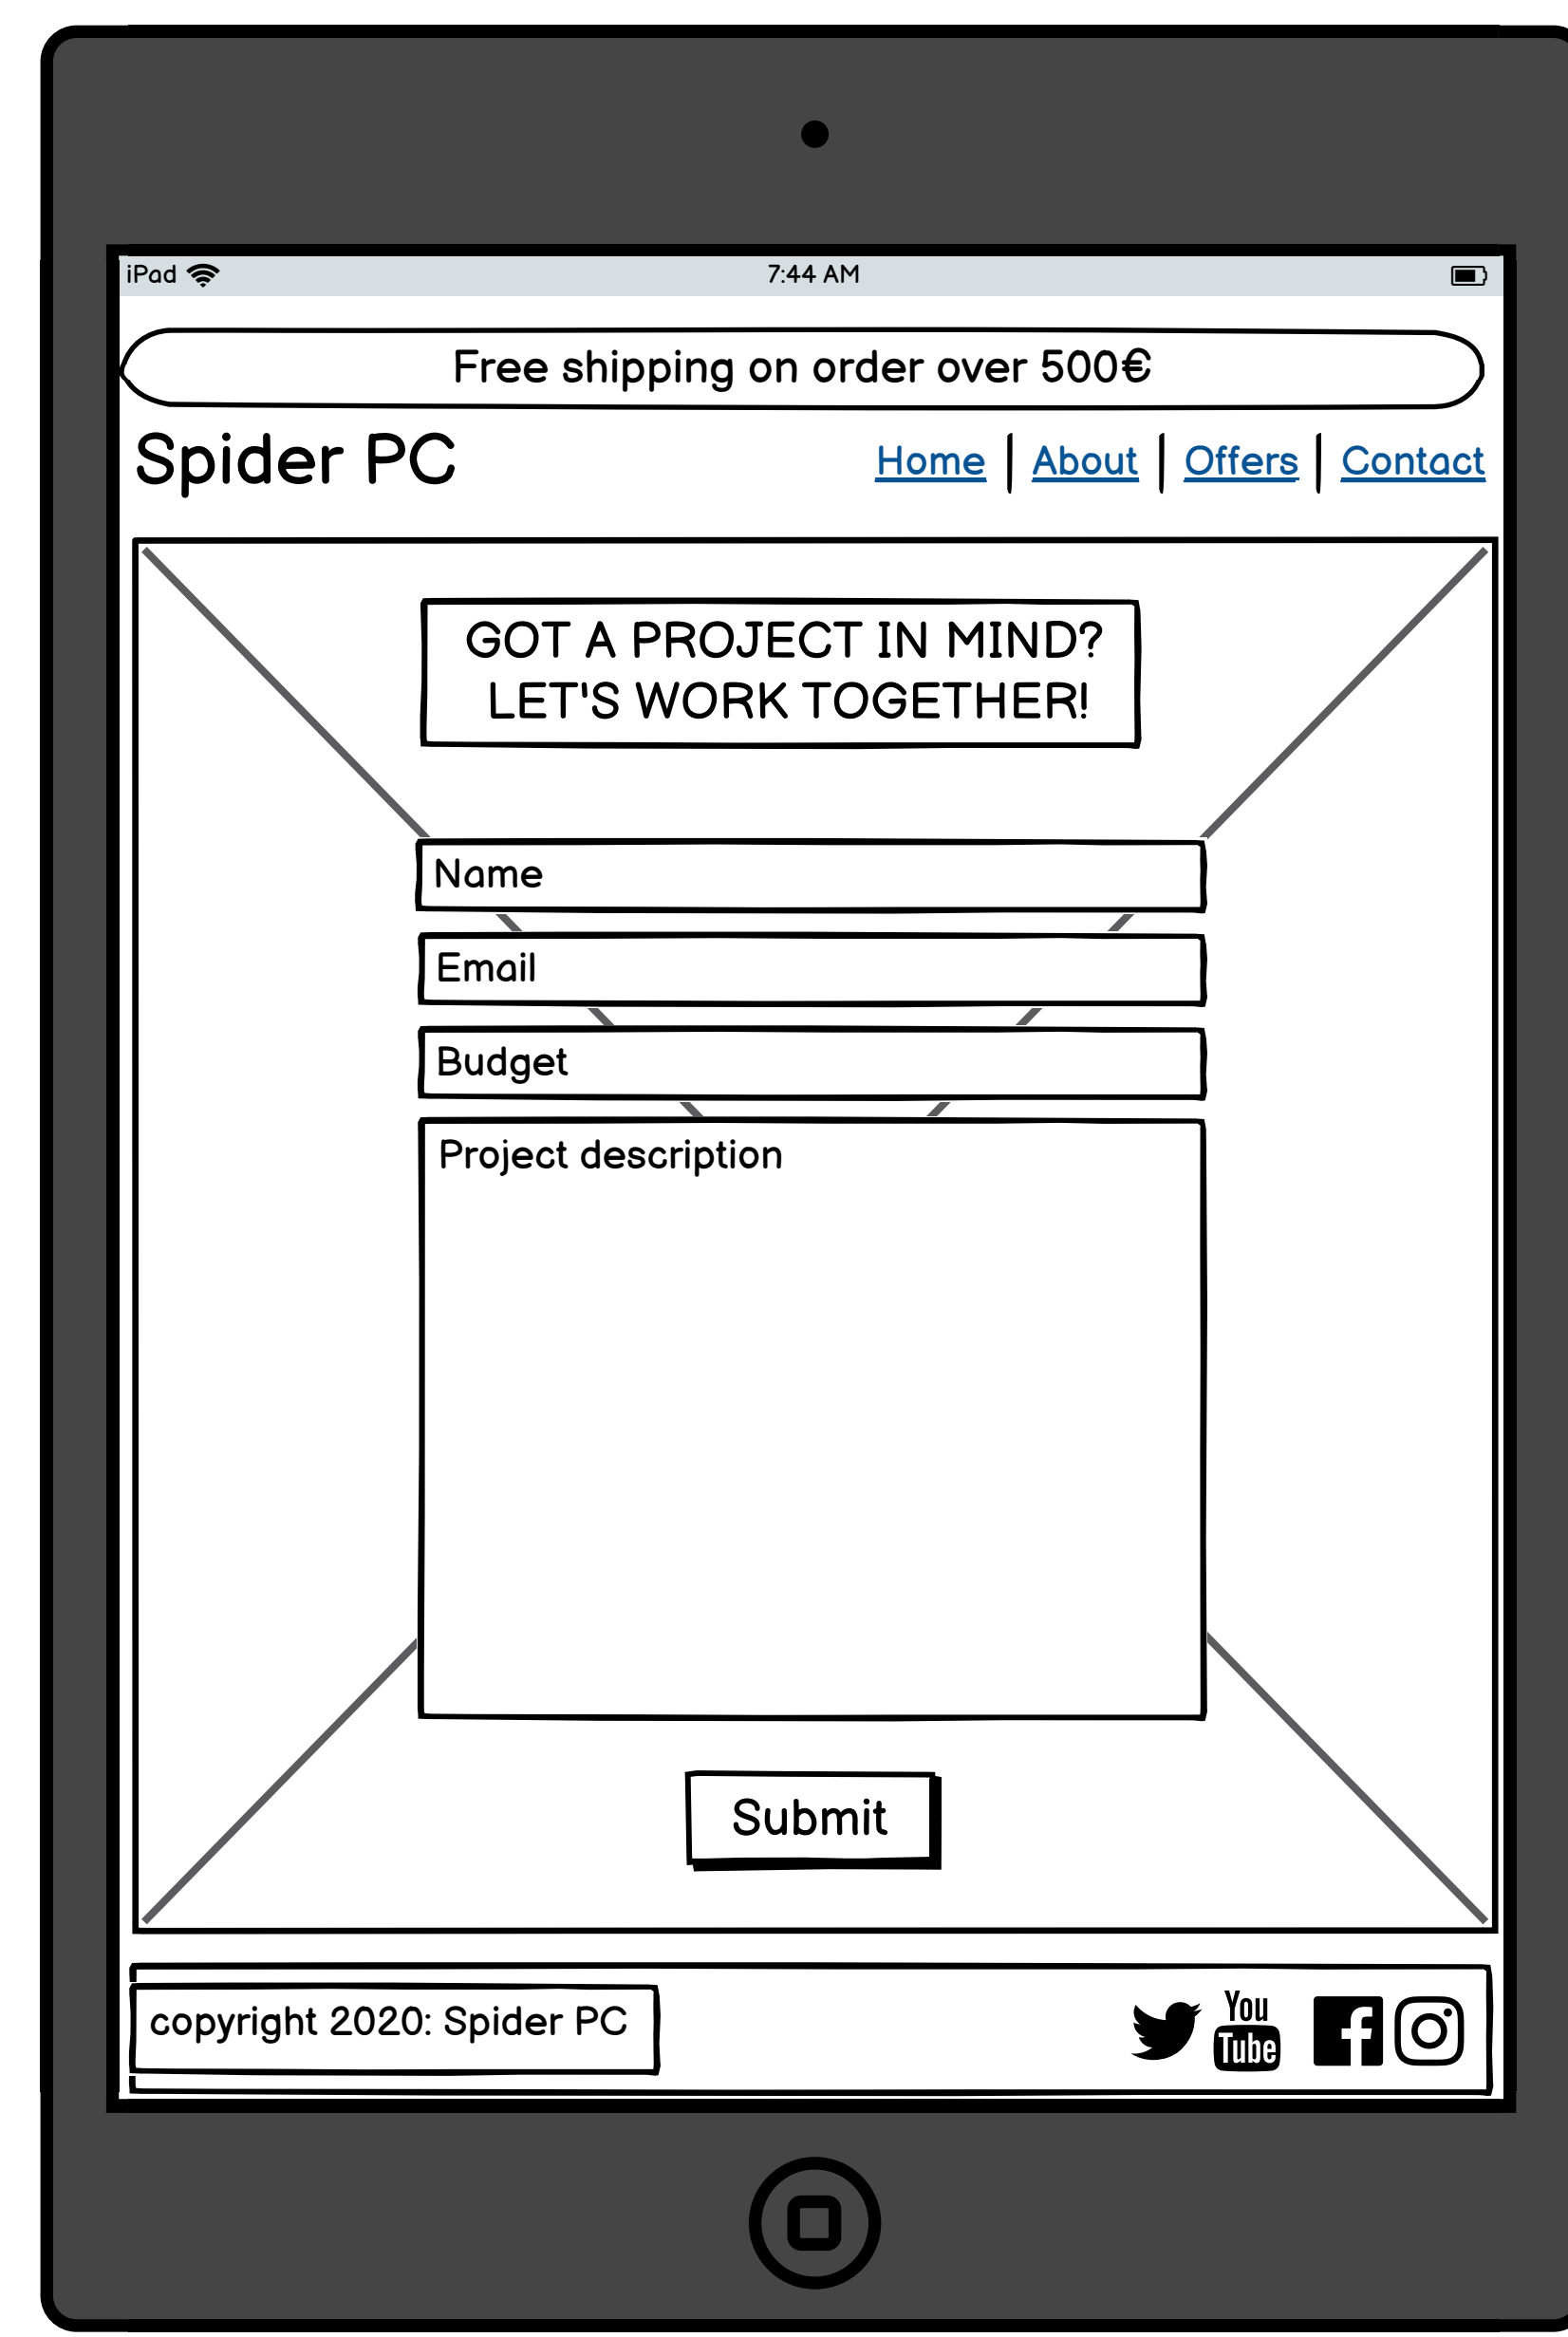 iPad 7:44 AM
Free shipping on order over 500€
Spider PC
Home | About | Offers | Contact
GOT A PROJECT IN MIND?
LET'S WORK TOGETHER!
Name
Email
Budget
Project description
Submit
copyright 2020: Spider PC
You
Tube